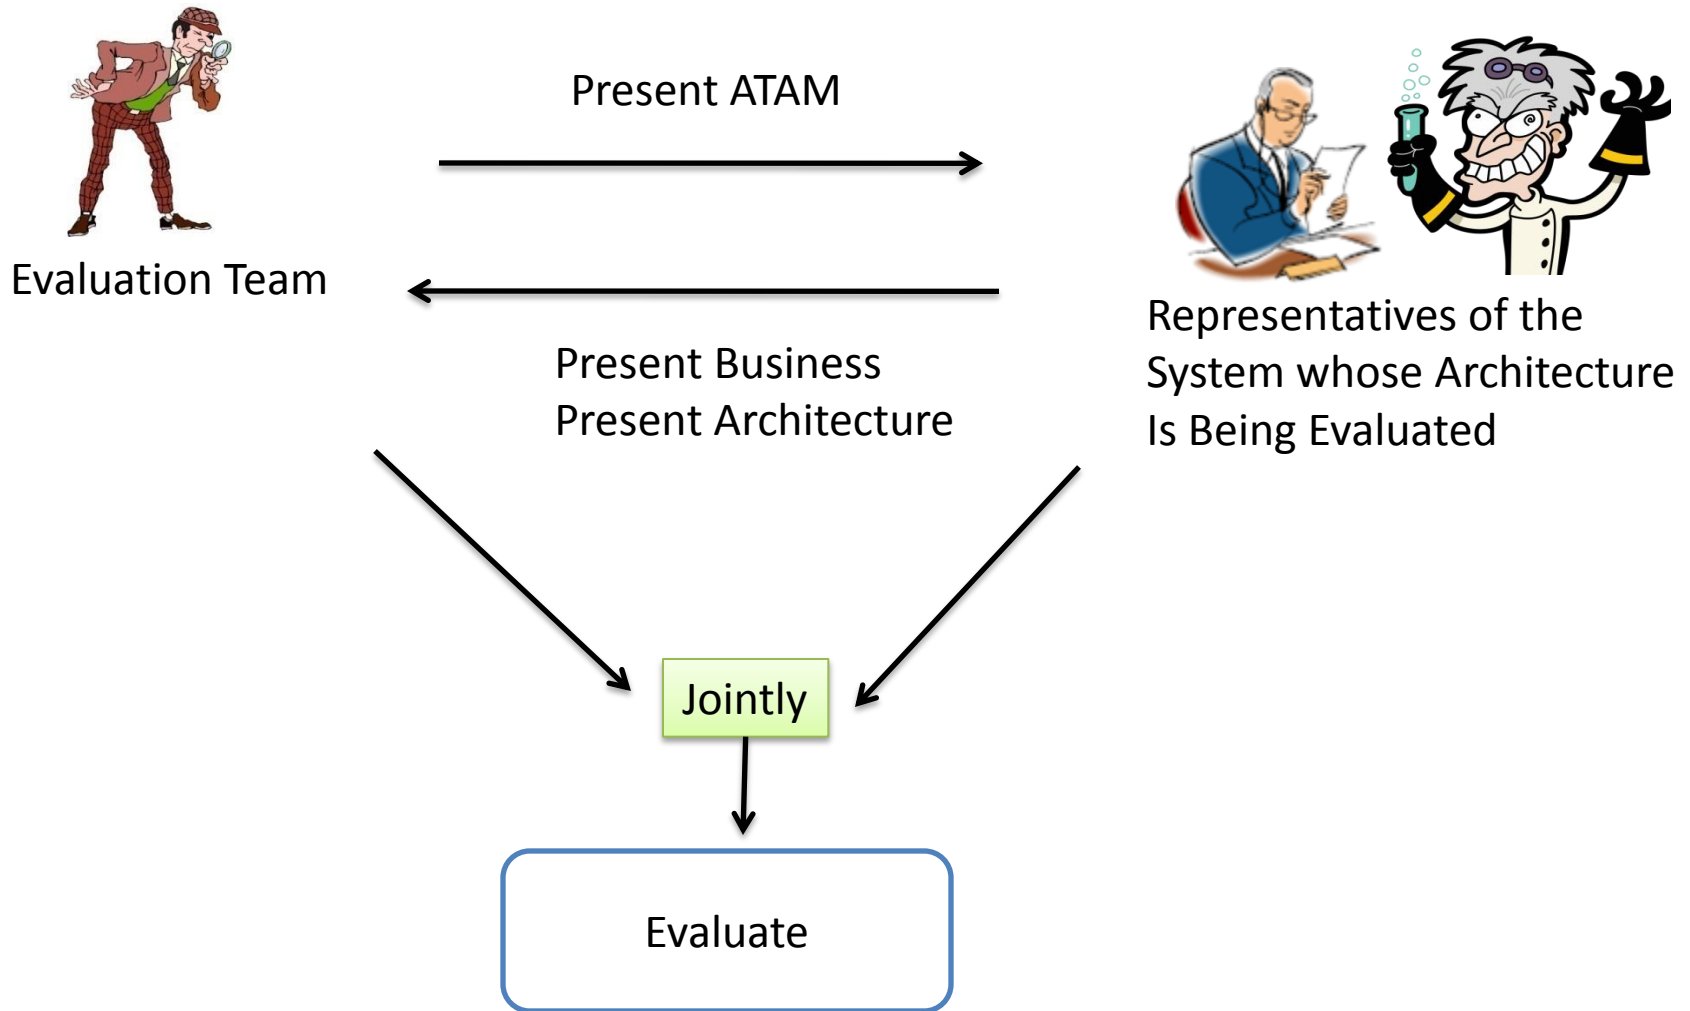 Present ATAM
Evaluation Team
Representatives of the
System whose Architecture
Is Being Evaluated
Present Business
Present Architecture
Jointly
Evaluate